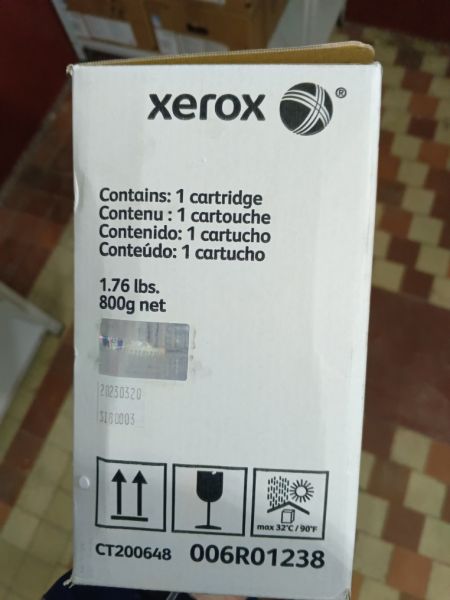 xerox ®
Contains: 1 cartridge
Contenu : 1 cartouche
Contenido: 1 cartucho
Conteúdo: 1 cartucho
1.76 lbs.
800g net
20230320
max 32°C / 90°F
CT200648 006R01238